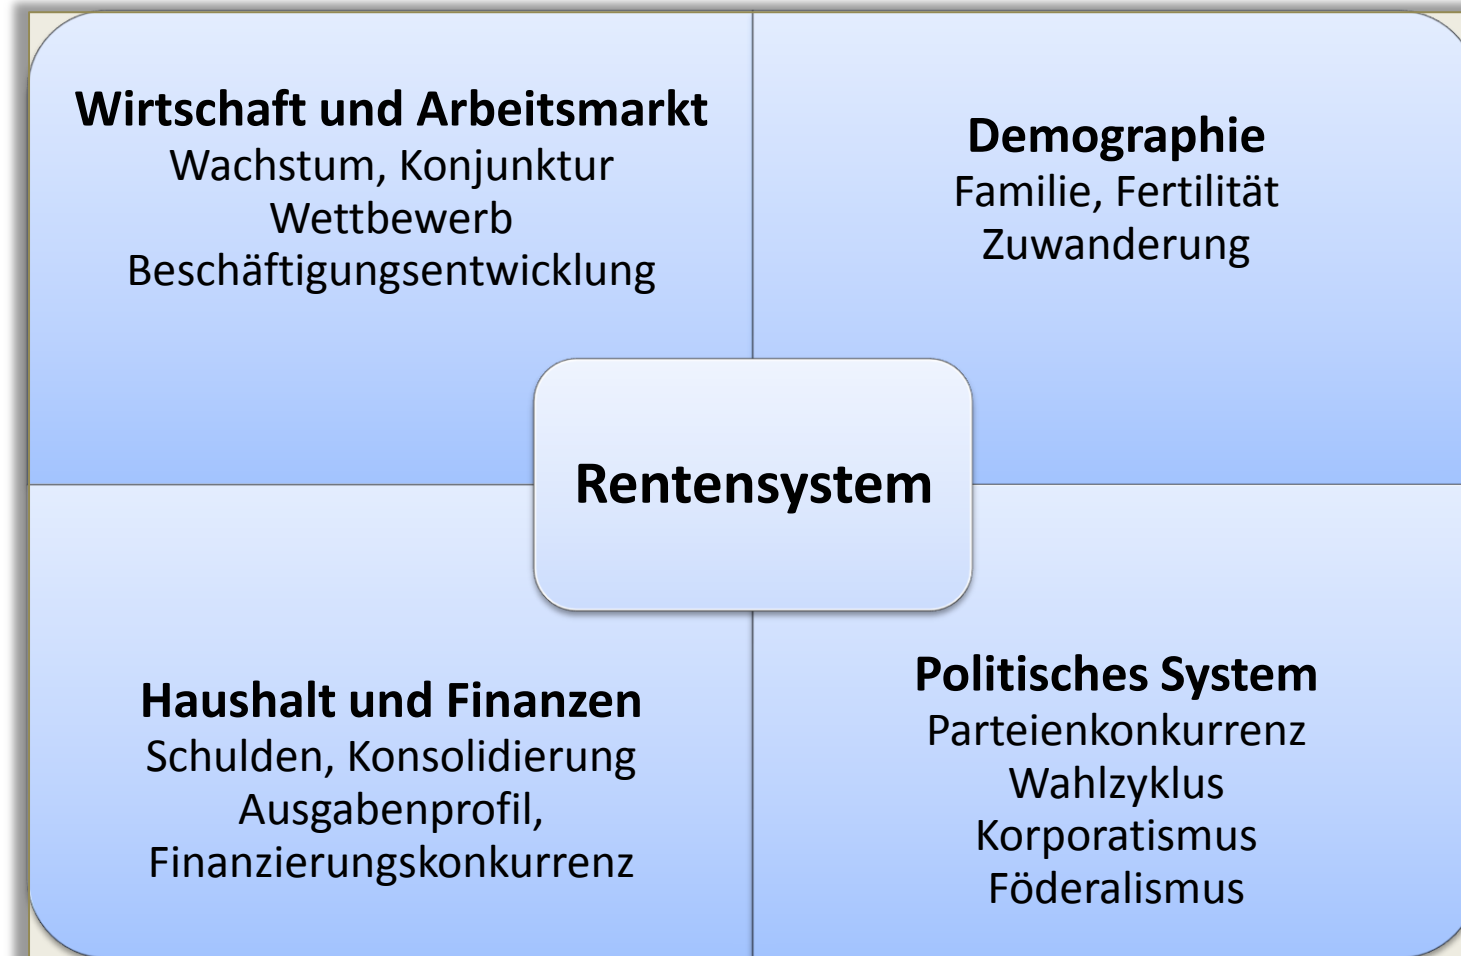 Wirtschaft und Arbeitsmarkt
Wachstum, Konjunktur
Wettbewerb
Beschäftigungsentwicklung
Demographie
Familie, Fertilität
Zuwanderung
Rentensystem
Haushalt und Finanzen
Schulden, Konsolidierung
Ausgabenprofil,
Finanzierungskonkurrenz
Politisches System
Parteienkonkurrenz
Wahlzyklus
Korporatismus
Föderalismus